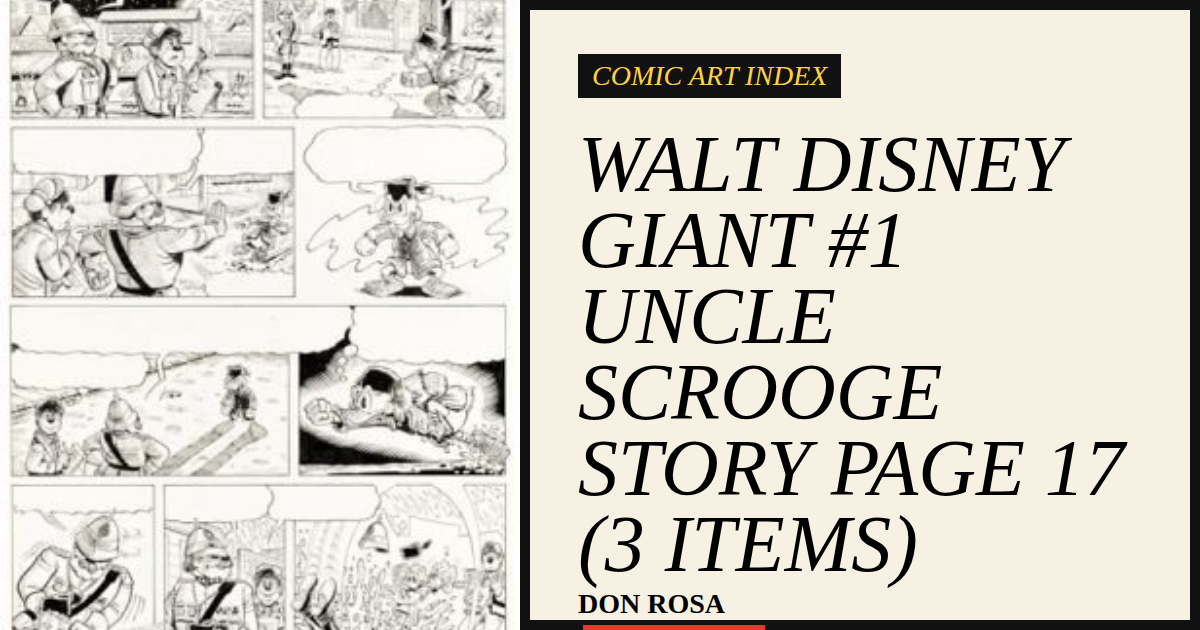 COMIC ART INDEX
WALT DISNEY
GIANT #1
UNCLE
SCROOGE
STORY PAGE 17
(3 ITEMS)
DON ROSA